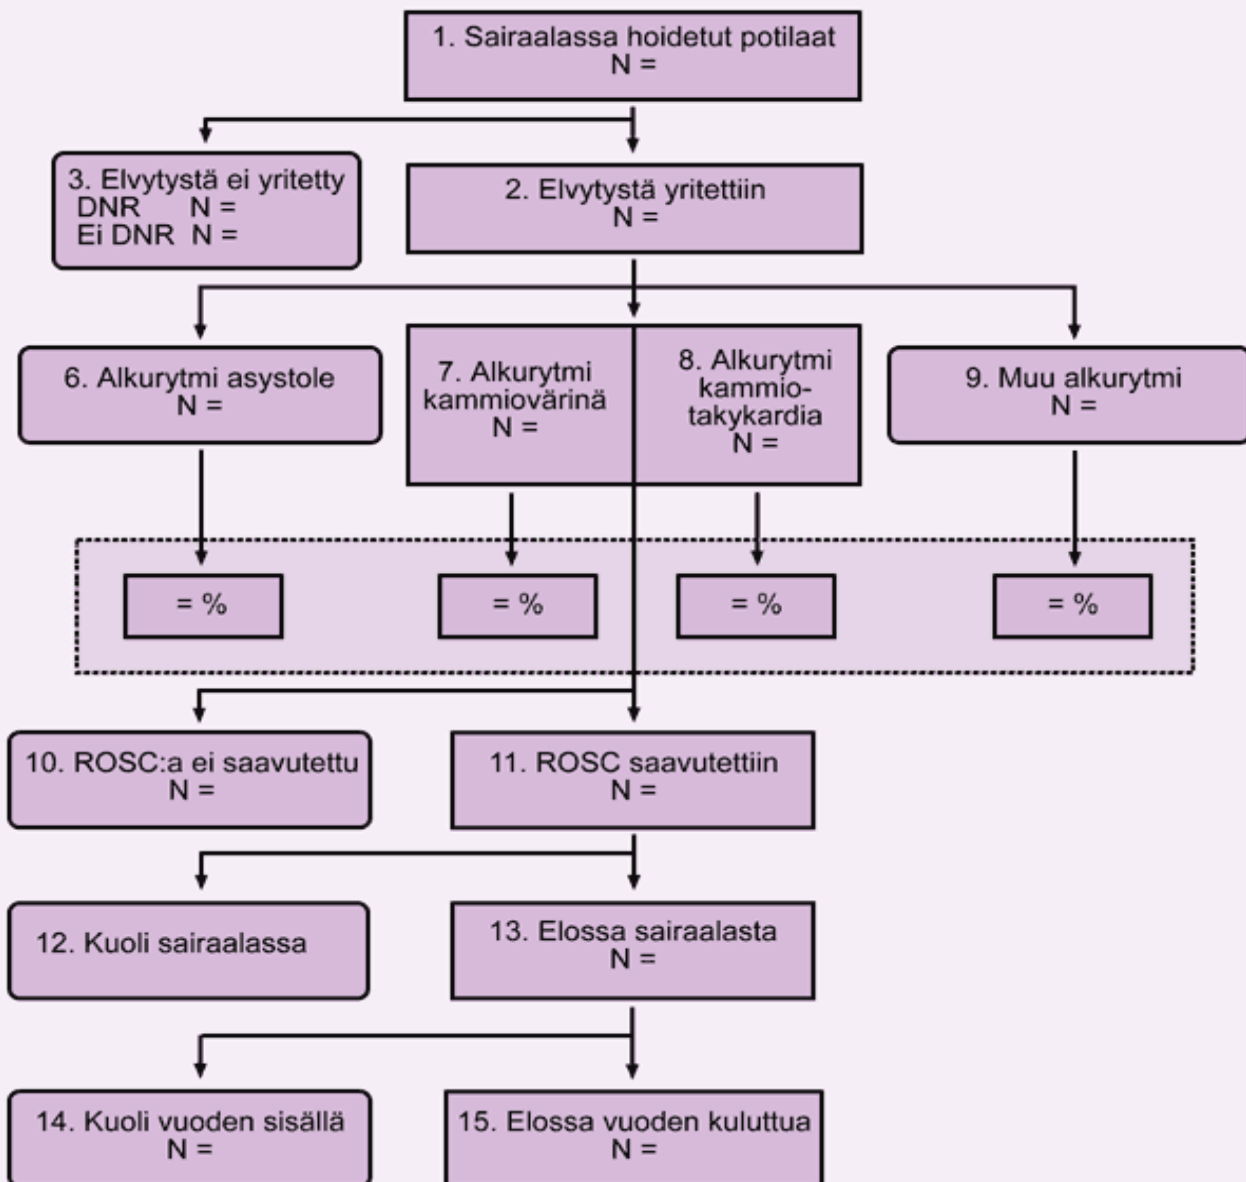 1. Sairaalassa hoidetut potilaat
N =
3. Elvytystä ei yritetty
DNR N =
Ei DNR N =
2. Elvytystä yritettiin
N =
6. Alkurytmi asystole
N =
7. Alkurytmi
kammiovärinä
N =
8. Alkurytmi
kammio-
takykardia
N =
9. Muu alkurytmi
N =
= %
= %
= %
= %
10. ROSC:a ei saavutettu
N =
11. ROSC saavutettiin
N =
12. Kuoli sairaalassa
13. Elossa sairaalasta
N =
14. Kuoli vuoden sisällä
N =
15. Elossa vuoden kuluttua
N =